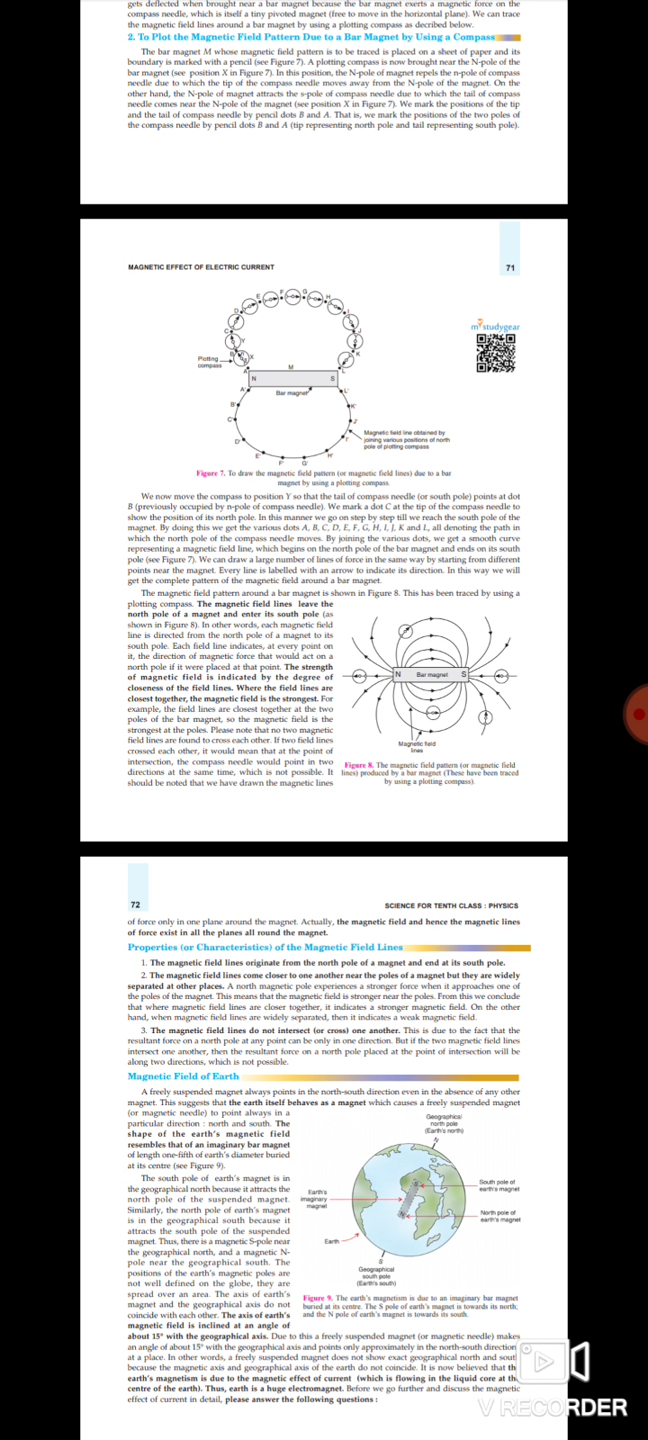 gets deflected when brought near a bar magnet because the bar magnet exerts a magnetic force on the
compass needle, which is itself a tiny pivoted magnet (free to move in the horizontal plane). We can trace
the magnetic field lines around a bar magnet by using a plotting compass as decribed below.
2. To Plot the Magnetic Field Pattern Due to a Bar Magnet by Using a Compass
The bar magnet M whose magnetic field pattern is to be traced is placed on a sheet of paper and its
boundary is marked with a pencil (see Figure 7). A plotting compass is now brought near the N-pole of the
bar magnet (see position X in Figure 7). In this position, the N-pole of magnet repels the n-pole of compass
needle due to which the tip of the compass needle moves away from the N-pole of the magnet. On the
other hand, the N-pole of magnet attracts the s-pole of compass needle due to which the tail of compass
needle comes near the N-pole of the magnet (see position X in Figure 7). We mark the positions of the tip
and the tail of compass needle by pencil dots B and A. That is, we mark the positions of the two poles of
the compass needle by pencil dots B and A (tip representing north pole and tail representing south pole).
MAGNETIC EFFECT OF ELECTRIC CURRENT
71
mystudygear
E
F
G
H
D
I
C
J
Y
B
X
K
Plotting
compass
A
M
L
N
S
Bar magnet
A'
L'
B'
K'
C'
J'
D'
I'
Magnetic field line obtained by
joining various positions of north
pole of plotting compass
E'
F'
G'
H'
Figure 7. To draw the magnetic field pattern (or magnetic field lines) due to a bar
magnet by using a plotting compass.
We now move the compass to position Y so that the tail of compass needle (or south pole) points at dot
B (previously occupied by n-pole of compass needle). We mark a dot C at the tip of the compass needle to
show the position of its north pole. In this manner we go on step by step till we reach the south pole of the
magnet. By doing this we get the various dots A, B, C, D, E, F, G, H, I, J, K and L, all denoting the path in
which the north pole of the compass needle moves. By joining the various dots, we get a smooth curve
representing a magnetic field line, which begins on the north pole of the bar magnet and ends on its south
pole (see Figure 7). We can draw a large number of lines of force in the same way by starting from different
points near the magnet. Every line is labelled with an arrow to indicate its direction. In this way we will
get the complete pattern of the magnetic field around a bar magnet.
The magnetic field pattern around a bar magnet is shown in Figure 8. This has been traced by using a
plotting compass. The magnetic field lines leave the
north pole of a magnet and enter its south pole (as
shown in Figure 8). In other words, each magnetic field
line is directed from the north pole of a magnet to its
south pole. Each field line indicates, at every point on
it, the direction of magnetic force that would act on a
north pole if it were placed at that point. The strength
of magnetic field is indicated by the degree of
closeness of the field lines. Where the field lines are
closest together, the magnetic field is the strongest. For
example, the field lines are closest together at the two
poles of the bar magnet, so the magnetic field is the
strongest at the poles. Please note that no two magnetic
field lines are found to cross each other. If two field lines
crossed each other, it would mean that at the point of
intersection, the compass needle would point in two
directions at the same time, which is not possible. It
should be noted that we have drawn the magnetic lines
N
Bar magnet
S
Magnetic field
lines
Figure 8. The magnetic field pattern (or magnetic field
lines) produced by a bar magnet (These have been traced
by using a plotting compass).
72
SCIENCE FOR TENTH CLASS : PHYSICS
of force only in one plane around the magnet. Actually, the magnetic field and hence the magnetic lines
of force exist in all the planes all round the magnet.
Properties (or Characteristics) of the Magnetic Field Lines
1. The magnetic field lines originate from the north pole of a magnet and end at its south pole.
2. The magnetic field lines come closer to one another near the poles of a magnet but they are widely
separated at other places. A north magnetic pole experiences a stronger force when it approaches one of
the poles of the magnet. This means that the magnetic field is stronger near the poles. From this we conclude
that where magnetic field lines are closer together, it indicates a stronger magnetic field. On the other
hand, when magnetic field lines are widely separated, then it indicates a weak magnetic field.
3. The magnetic field lines do not intersect (or cross) one another. This is due to the fact that the
resultant force on a north pole at any point can be only in one direction. But if the two magnetic field lines
intersect one another, then the resultant force on a north pole placed at the point of intersection will be
along two directions, which is not possible.
Magnetic Field of Earth
A freely suspended magnet always points in the north-south direction even in the absence of any other
magnet. This suggests that the earth itself behaves as a magnet which causes a freely suspended magnet
(or magnetic needle) to point always in a
particular direction : north and south. The
shape of the earth's magnetic field
resembles that of an imaginary bar magnet
of length one-fifth of earth's diameter buried
at its centre (see Figure 9).
The south pole of earth's magnet is in
the geographical north because it attracts the
north pole of the suspended magnet.
Similarly, the north pole of earth's magnet
is in the geographical south because it
attracts the south pole of the suspended
magnet. Thus, there is a magnetic S-pole near
the geographical north, and a magnetic N-
pole near the geographical south. The
positions of the earth's magnetic poles are
not well defined on the globe, they are
spread over an area. The axis of earth's
magnet and the geographical axis do not
coincide with each other. The axis of earth's
magnetic field is inclined at an angle of
Geographical
north pole
(Earth's north)
N
S
South pole of
earth's magnet
Earth's
imaginary
magnet
N
North pole of
earth's magnet
Earth
S
Geographical
south pole
(Earth's south)
Figure 9. The earth's magnetism is due to an imaginary bar magnet
buried at its centre. The S pole of earth's magnet is towards its north,
and the N pole of earth's magnet is towards its south.
about 15° with the geographical axis. Due to this a freely suspended magnet (or magnetic needle) makes
an angle of about 15° with the geographical axis and points only approximately in the north-south direction
at a place. In other words, a freely suspended magnet does not show exact geographical north and south
because the magnetic axis and geographical axis of the earth do not coincide. It is now believed that the
earth's magnetism is due to the magnetic effect of current (which is flowing in the liquid core at the
centre of the earth). Thus, earth is a huge electromagnet. Before we go further and discuss the magnetic
effect of current in detail, please answer the following questions :
V RECORDER